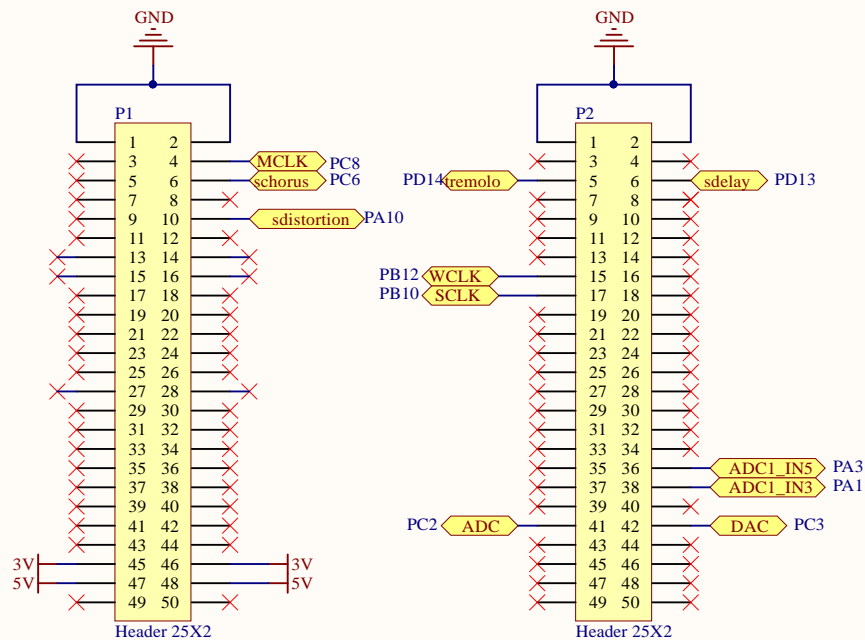 GND GND
P1 P2
1 2 1 2
3 4 MCLK PC8 3 4
5 6 schorus PC6 PD14 tremolo 5 6 sdelay PD13
7 8 7 8
9 10 sdistortion PA10 9 10
11 12 11 12
13 14 13 14
15 16 PB12 WCLK 15 16
17 18 PB10 SCLK 17 18
19 20 19 20
21 22 21 22
23 24 23 24
25 26 25 26
27 28 27 28
29 30 29 30
31 32 31 32
33 34 33 34
35 36 35 36 ADC1_IN5 PA3
37 38 37 38 ADC1_IN3 PA1
39 40 39 40
41 42 PC2 ADC 41 42 DAC PC3
43 44 43 44
3V 45 46 3V 45 46
5V 47 48 5V 47 48
49 50 49 50
Header 25X2 Header 25X2